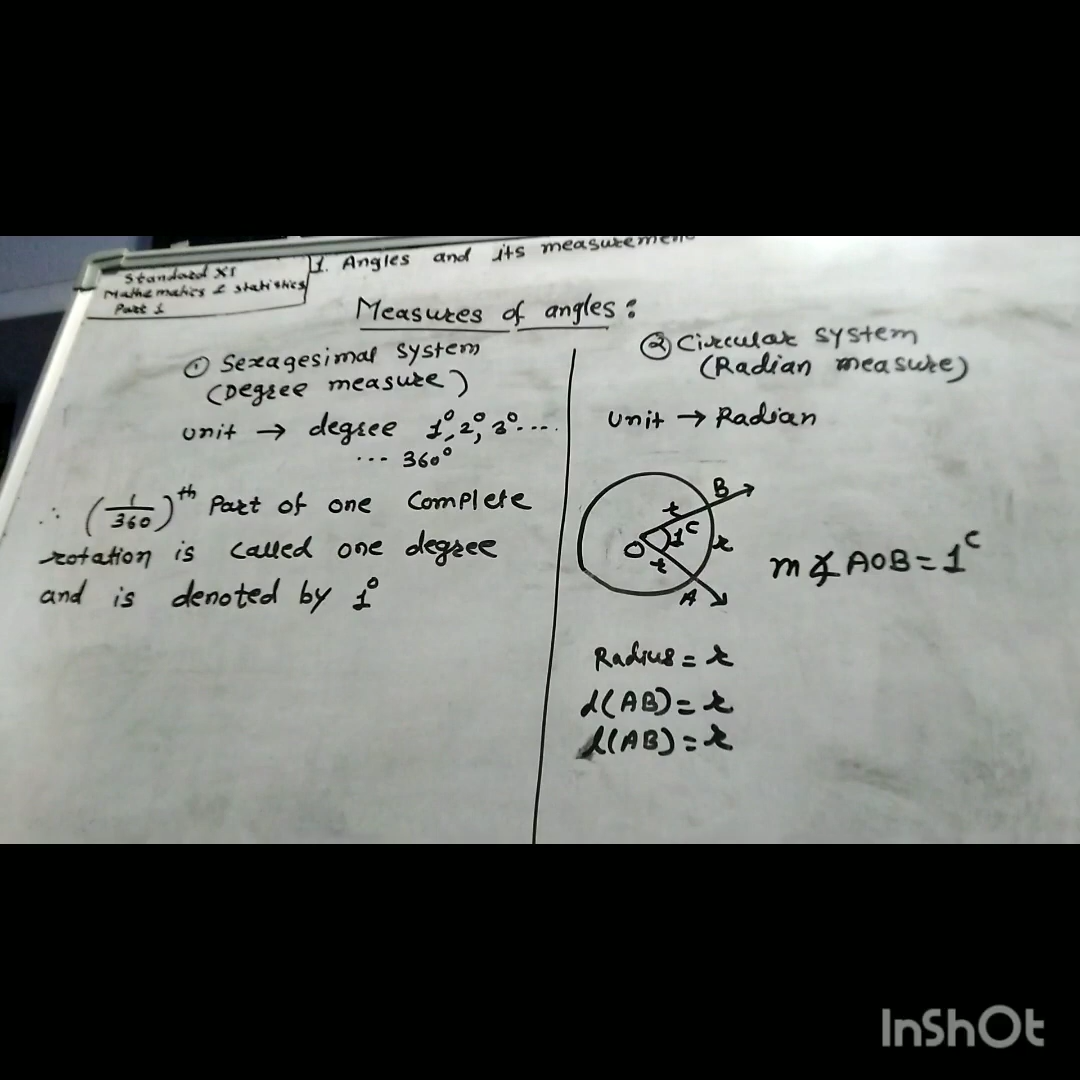 Standard XI
Mathematics & statistics
Part 1
1. Angles and its measurement
Measures of angles:
① Sexagesimal system
(Degree measure)
unit → degree 1°, 2°, 3°....
... 360°
∴ (1/360)th Part of one complete
rotation is called one degree
and is denoted by 1°
② Circular system
(Radian measure)
unit → Radian
B
r
O 1ᶜ r
r
A
m∡AOB = 1ᶜ
Radius = r
l(AB) = r
l(AB) = r
InShOt